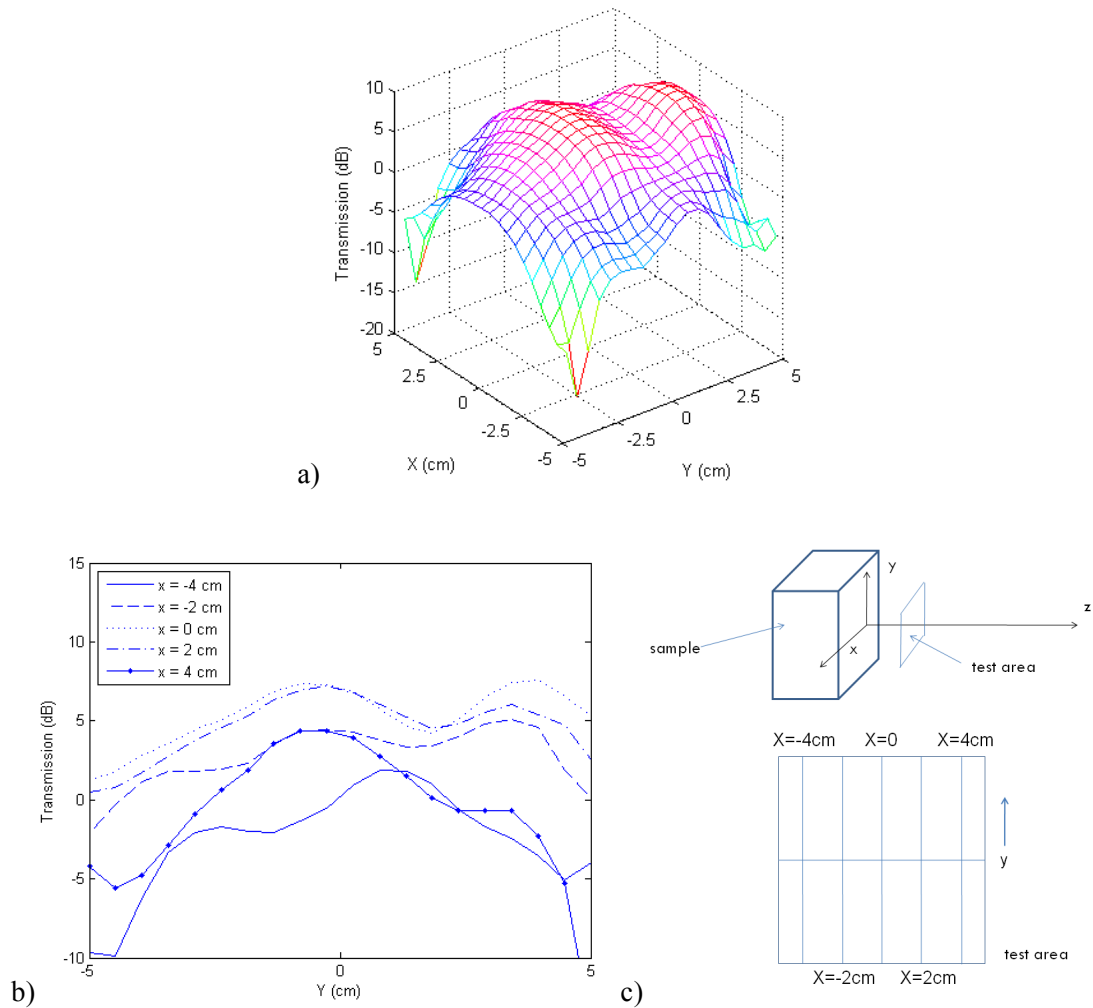 10
5
0
-5
-10
-15
-20
Transmission (dB)
5
2.5
0
-2.5
-5
X (cm)
-5
-2.5
0
2.5
5
Y (cm)
a)
15
10
5
0
-5
-10
Transmission (dB)
x = -4 cm
x = -2 cm
x = 0 cm
x = 2 cm
x = 4 cm
-5
0
5
Y (cm)
b)
y
z
x
sample
test area
X=-4cm X=0 X=4cm
y
test area
X=-2cm X=2cm
c)